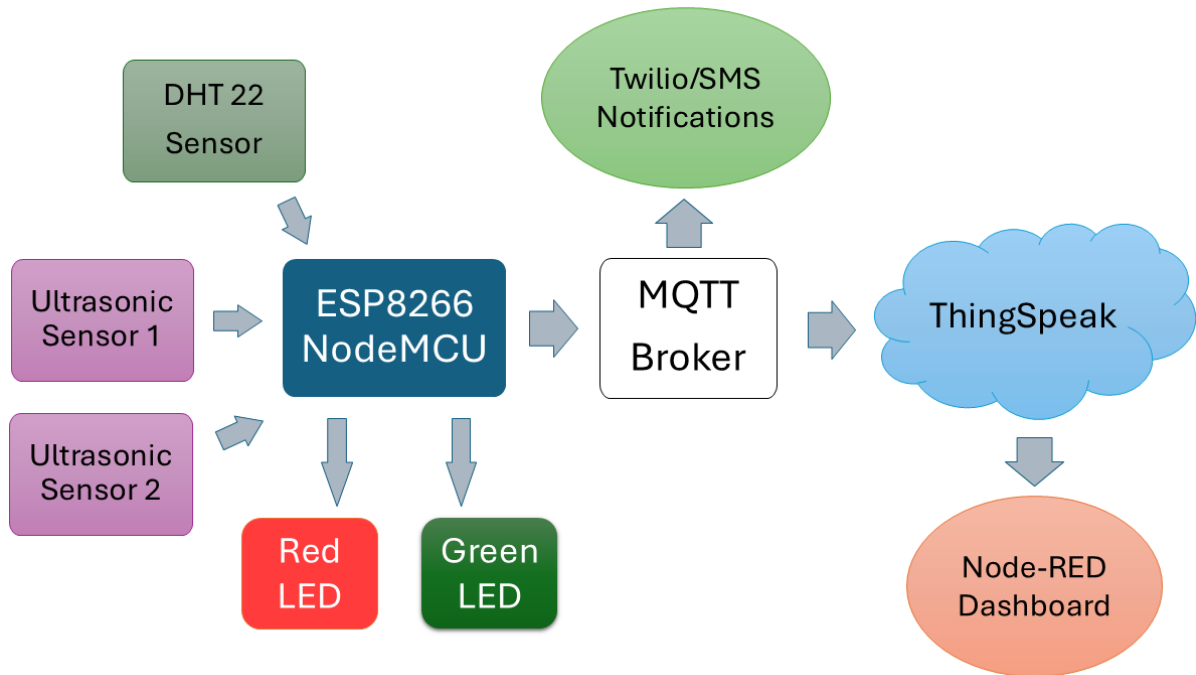 DHT 22
Sensor
Twilio/SMS
Notifications
Ultrasonic
Sensor 1
ESP8266
NodeMCU
MQTT
Broker
ThingSpeak
Ultrasonic
Sensor 2
Red
LED
Green
LED
Node-RED
Dashboard